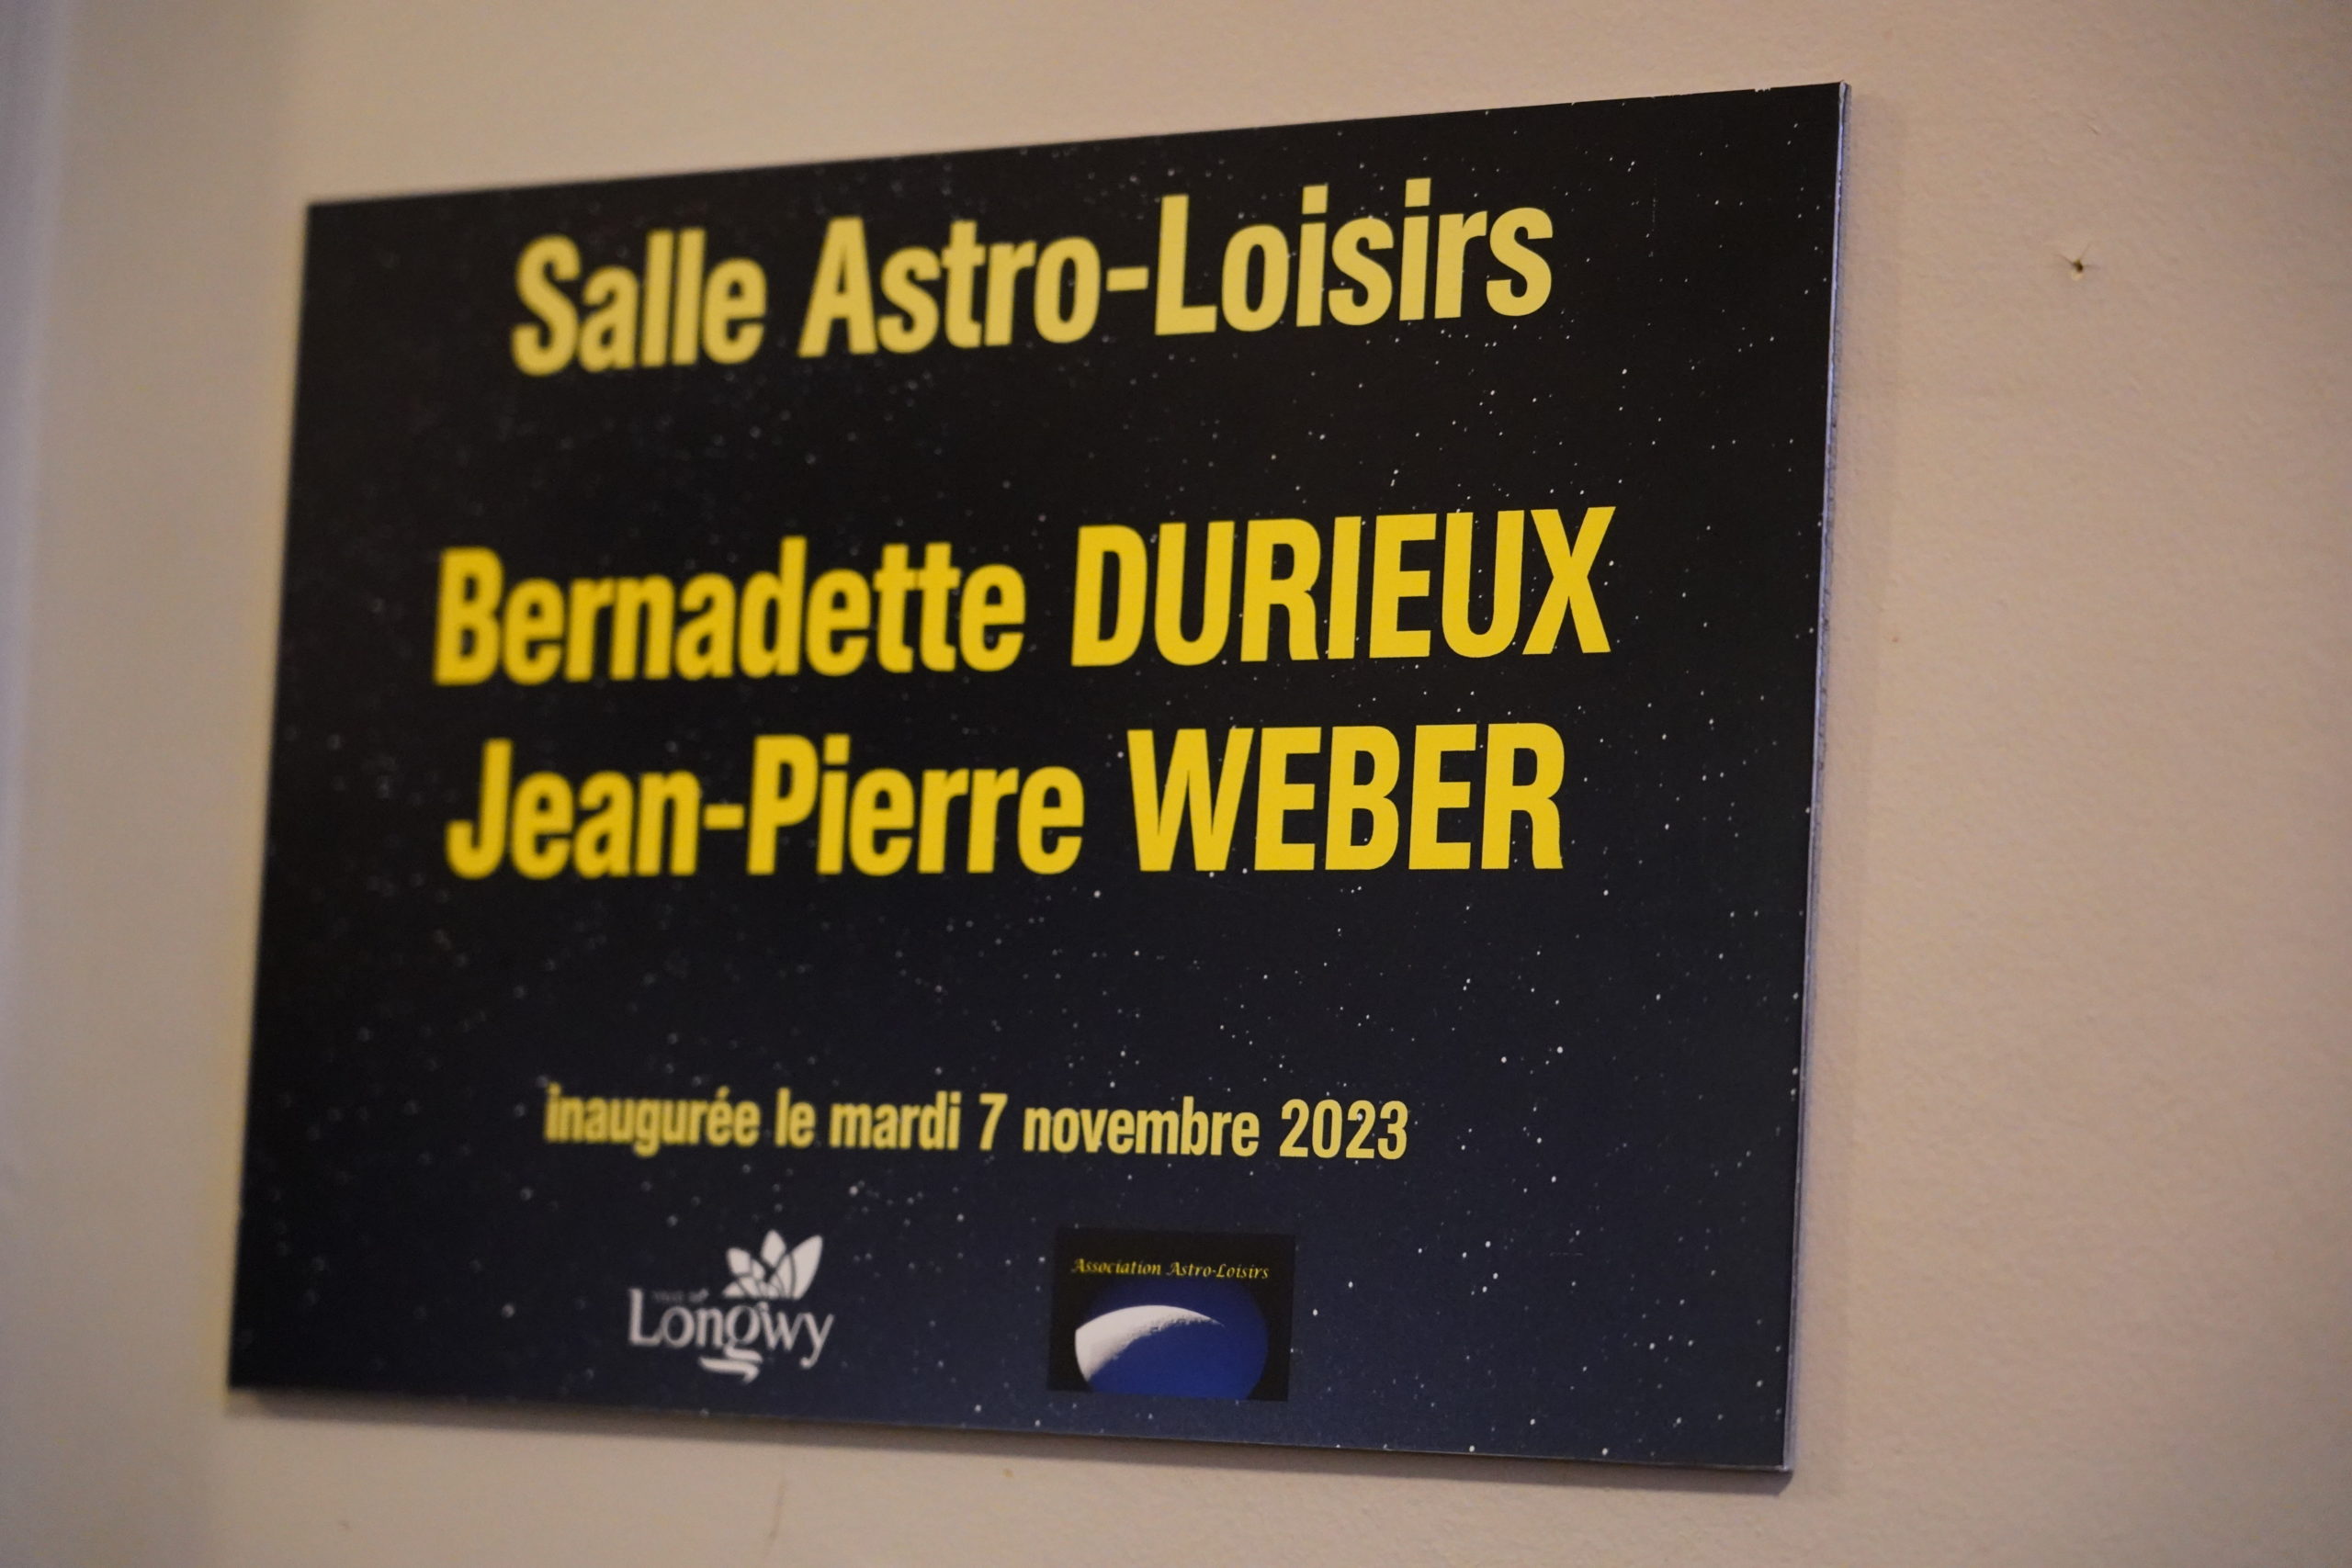 Salle Astro-Loisirs
Bernadette DURIEUX
Jean-Pierre WEBER
inaugurée le mardi 7 novembre 2023
Longwy
Association Astro-Loisirs